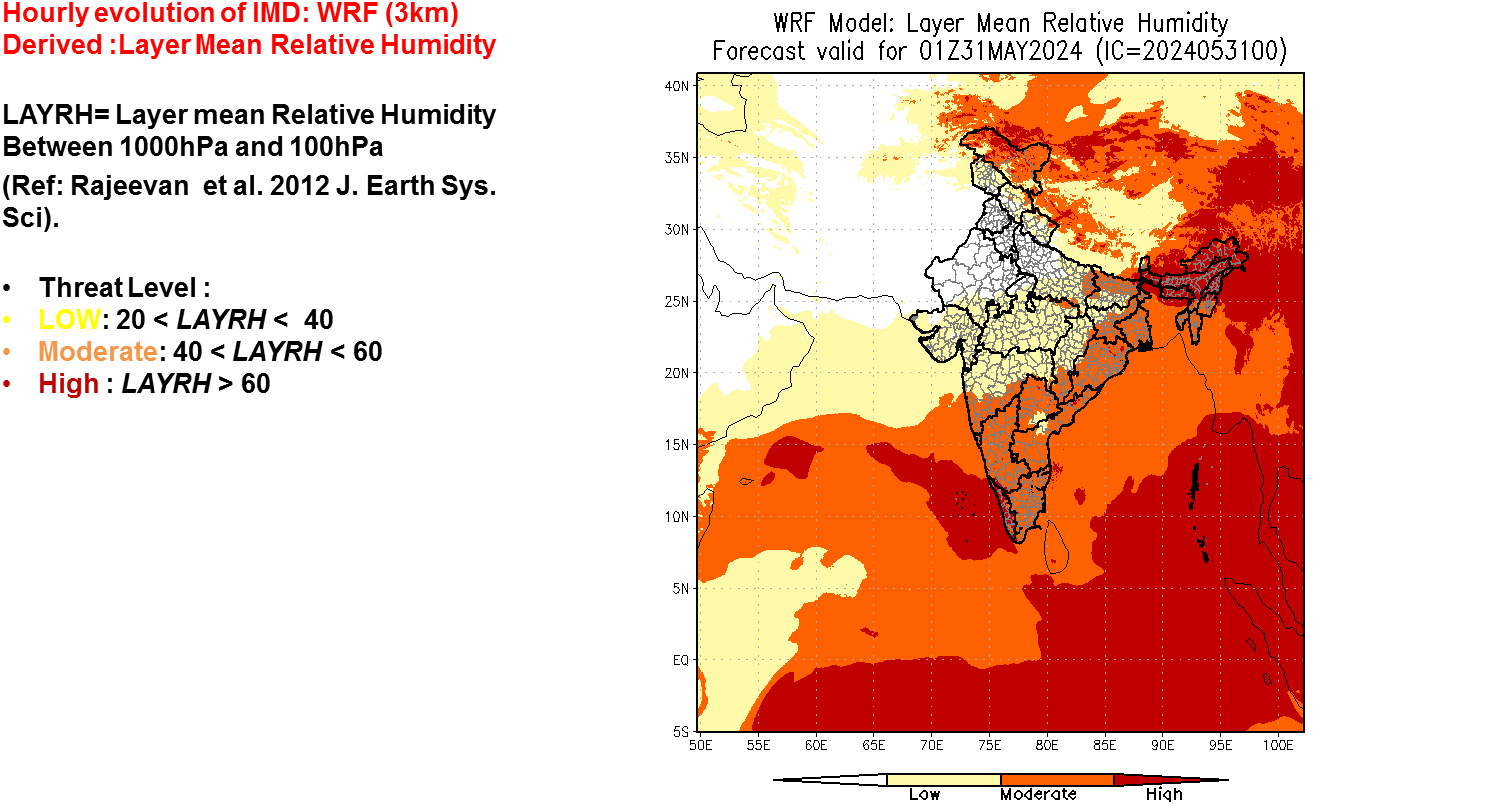 Hourly evolution of IMD: WRF (3km)
Derived :Layer Mean Relative Humidity
LAYRH= Layer mean Relative Humidity
Between 1000hPa and 100hPa
(Ref: Rajeevan et al. 2012 J. Earth Sys.
Sci).
• Threat Level :
• LOW: 20 < LAYRH < 40
• Moderate: 40 < LAYRH < 60
• High : LAYRH > 60
WRF Model: Layer Mean Relative Humidity
Forecast valid for 01Z31MAY2024 (IC=2024053100)
40N
35N
30N
25N
20N
15N
10N
5N
EQ
5S
50E 55E 60E 65E 70E 75E 80E 85E 90E 95E 100E
Low Moderate High